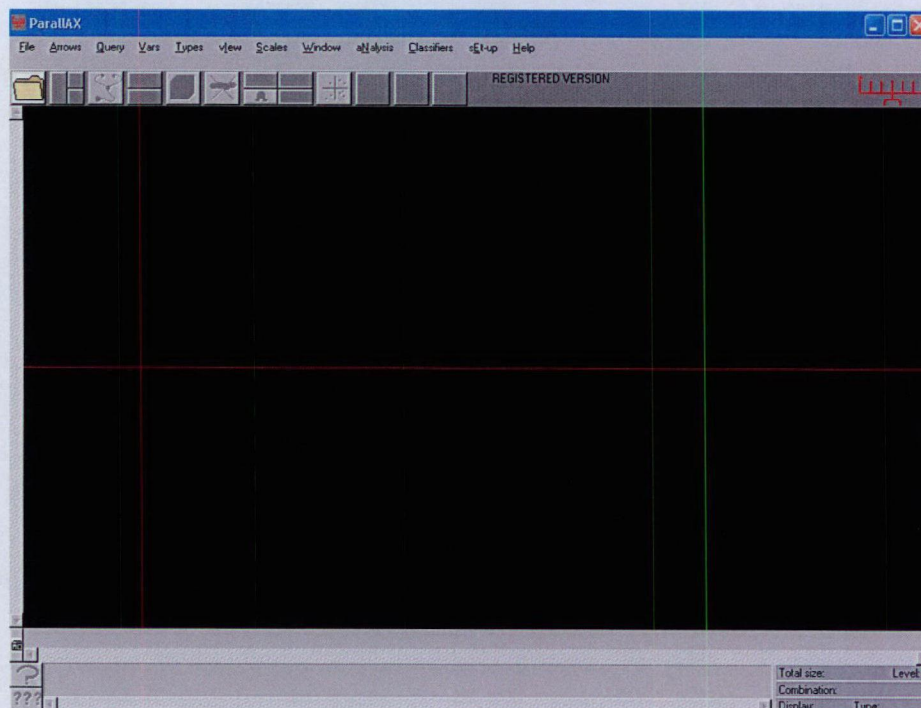 ParallAX
File Arrows Query Vars Types vIew Scales Window aNalysis Classifiers sEt-up Help
REGISTERED VERSION
Total size: Level:
???
Combination:
Display: Type: